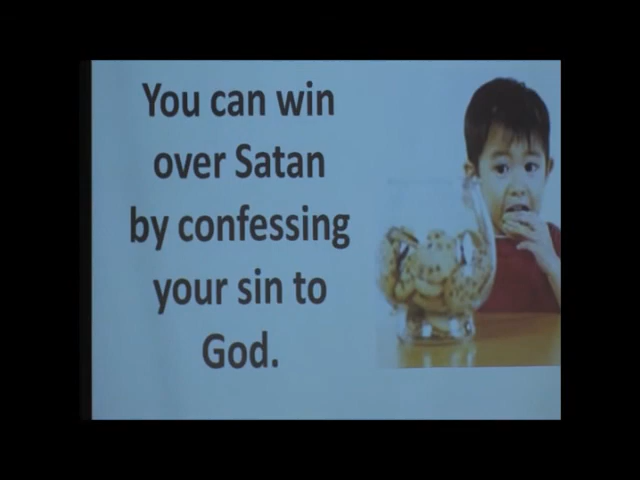 You can win
over Satan
by confessing
your sin to
God.